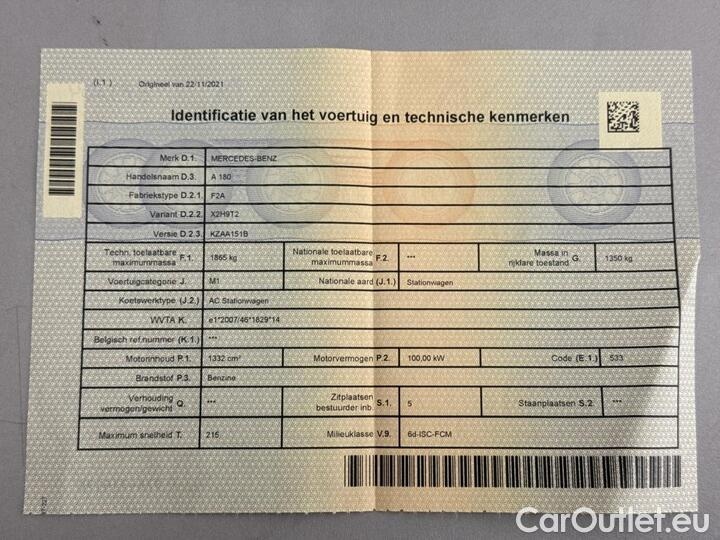 (I.1.) Origineel van 22/11/2021
Identificatie van het voertuig en technische kenmerken
Merk D.1. MERCEDES-BENZ
Handelsnaam D.3. A 180
Fabriekstype D.2.1. F2A
Variant D.2.2. X2H9T2
Versie D.2.3. KZAA151B
Techn. toelaatbare maximummassa F.1. 1865 kg Nationale toelaatbare maximummassa F.2. *** Massa in rijklare toestand G. 1350 kg
Voertuigcategorie J. M1 Nationale aard (J.1.) Stationwagen
Koetswerktype (J.2.) AC Stationwagen
WVTA K. e1*2007/46*1829*14
Belgisch ref.nummer (K.1.) ***
Motorinhoud P.1. 1332 cm³ Motorvermogen P.2. 100,00 kW Code (E.1.) 533
Brandstof P.3. Benzine
Verhouding vermogen/gewicht Q. *** Zitplaatsen bestuurder inb. S.1. 5 Staanplaatsen S.2. ***
Maximum snelheid T. 215 Milieuklasse V.9. 6d-ISC-FCM
CarOutlet.eu